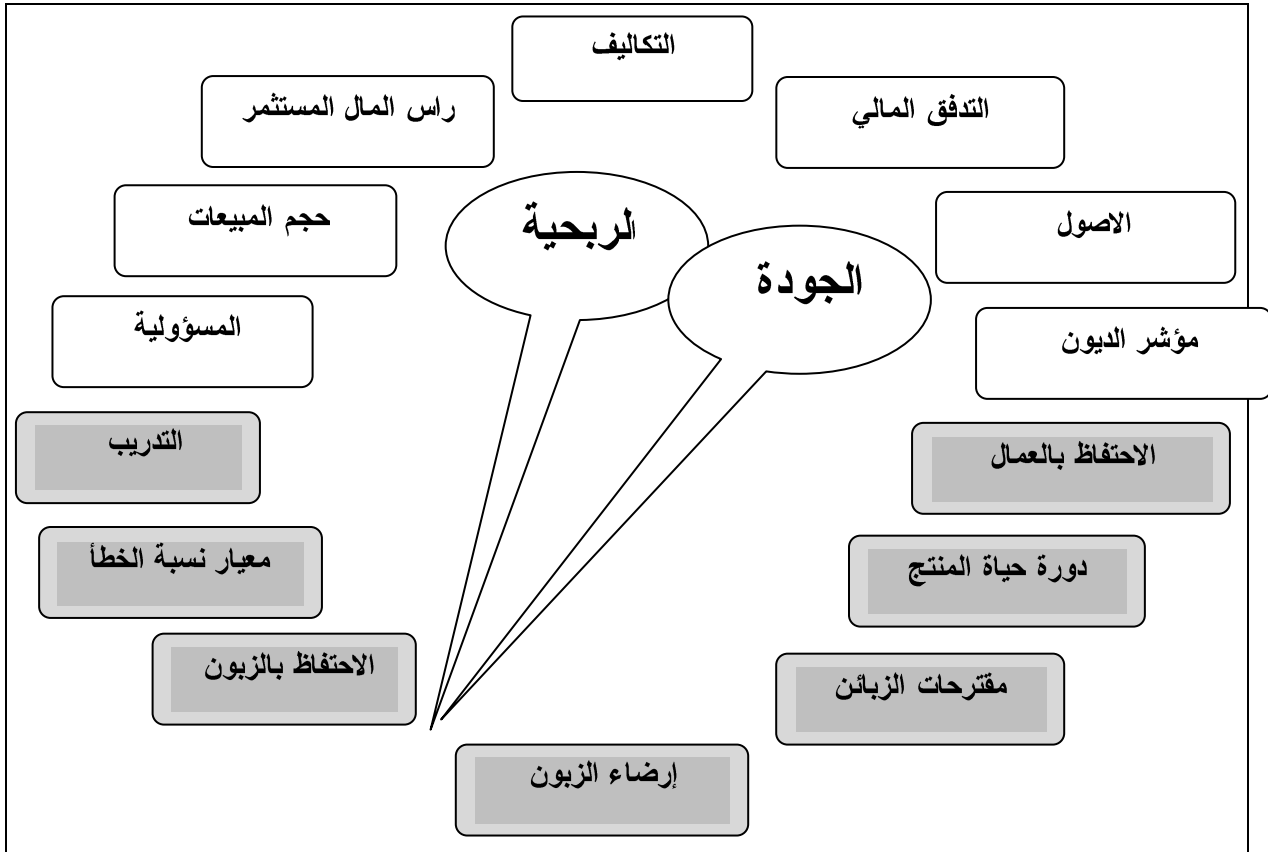 التكاليف
التدفق المالي
راس المال المستثمر
الاصول
حجم المبيعات
الربحية
الجودة
مؤشر الديون
المسؤولية
الاحتفاظ بالعمال
التدريب
دورة حياة المنتج
معيار نسبة الخطأ
مقترحات الزبائن
الاحتفاظ بالزبون
إرضاء الزبون